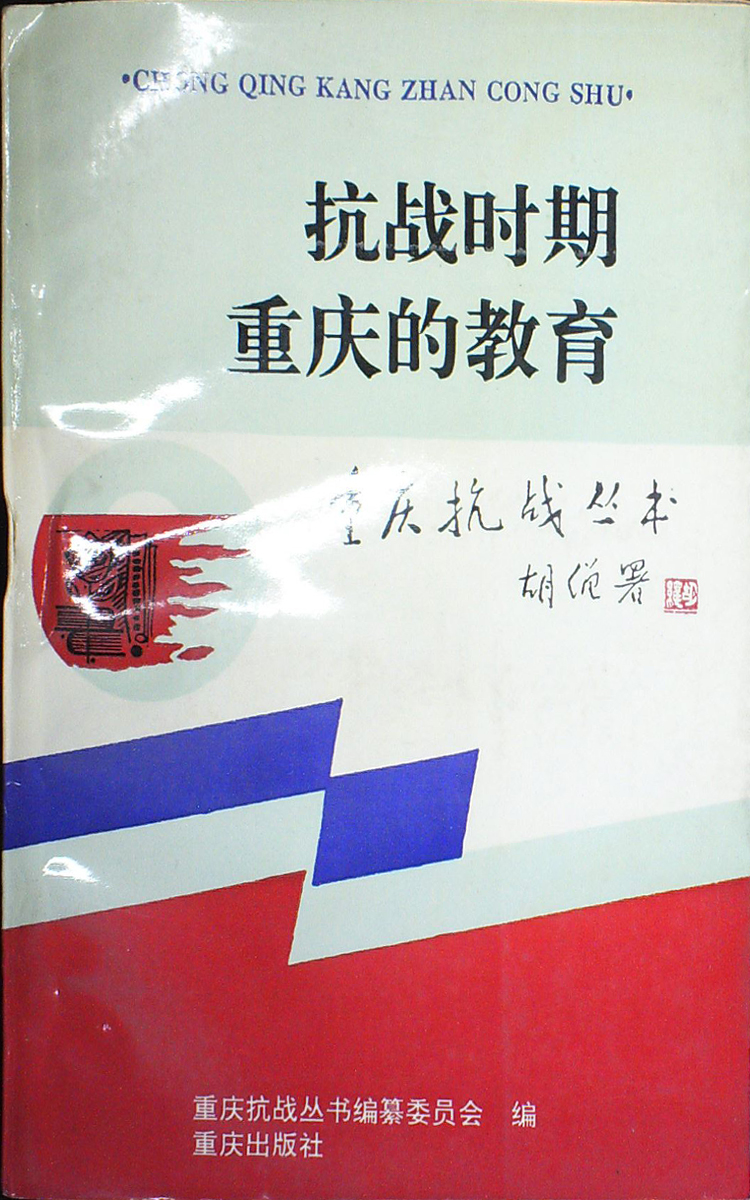 •CHONG QING KANG ZHAN CONG SHU•
抗战时期
重庆的教育
重庆抗战丛书
胡绳署
重庆抗战丛书编纂委员会 编
重庆出版社